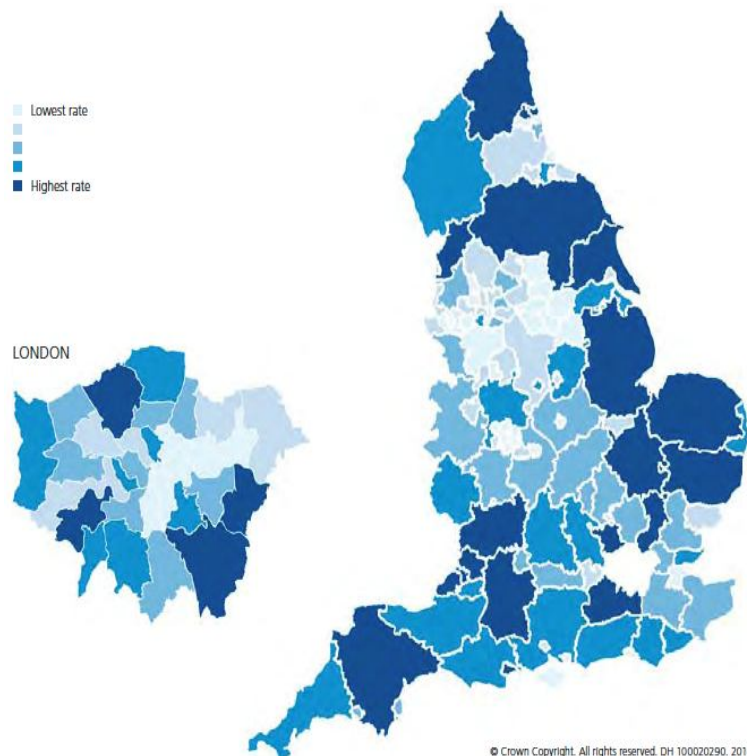 Lowest rate
Highest rate
LONDON
© Crown Copyright. All rights reserved. DH 100020290. 201